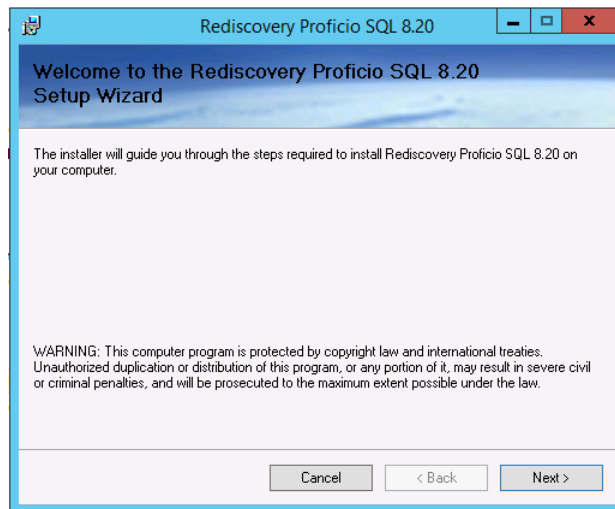 Rediscovery Proficio SQL 8.20
Welcome to the Rediscovery Proficio SQL 8.20
Setup Wizard
The installer will guide you through the steps required to install Rediscovery Proficio SQL 8.20 on
your computer.
WARNING: This computer program is protected by copyright law and international treaties.
Unauthorized duplication or distribution of this program, or any portion of it, may result in severe civil
or criminal penalties, and will be prosecuted to the maximum extent possible under the law.
Cancel < Back Next >